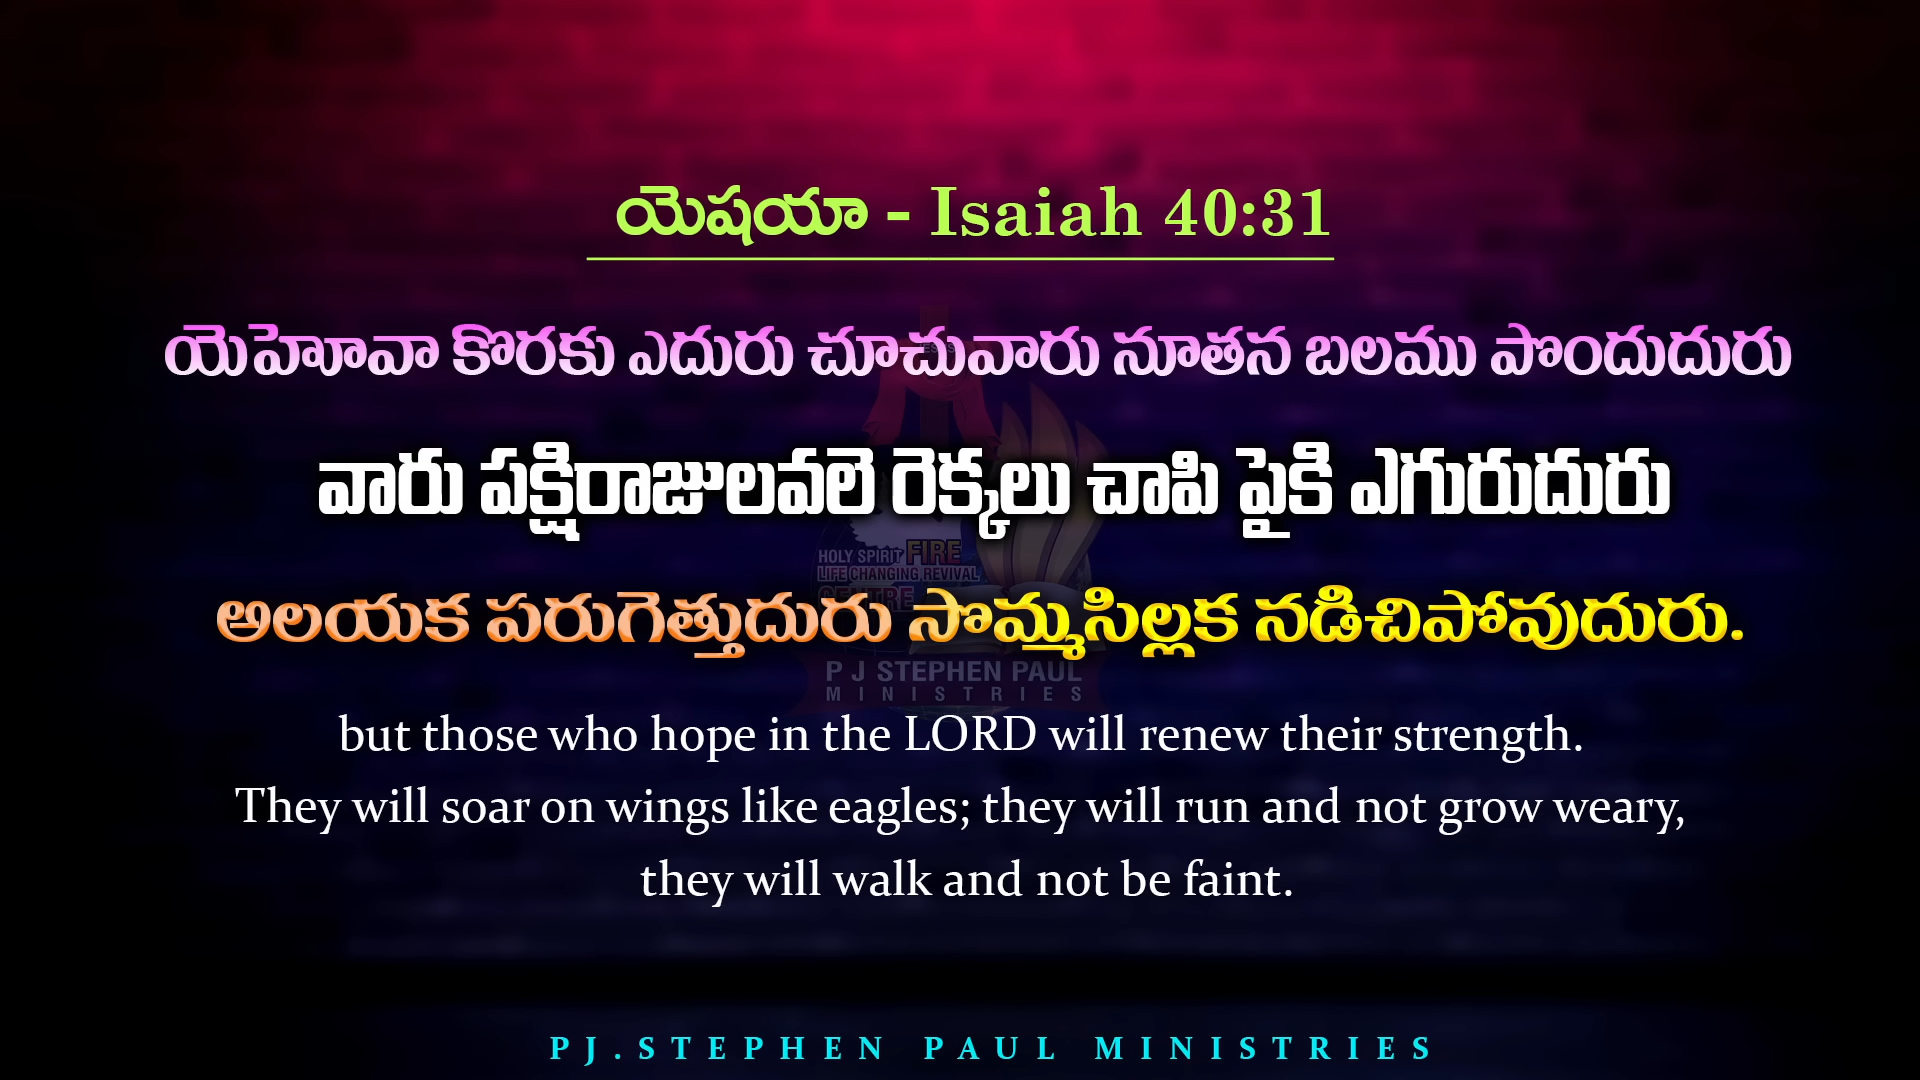 యెషయా - Isaiah 40:31
యెహోవా కొరకు ఎదురు చూచువారు నూతన బలము పొందుదురు
వారు పక్షిరాజులవలె రెక్కలు చాపి పైకి ఎగురుదురు
HOLY SPIRIT FIRE
LIFE CHANGING REVIVAL
CENTRE
అలయక పరుగెత్తుదురు సొమ్మసిల్లక నడిచిపోవుదురు.
P J STEPHEN PAUL
MINISTRIES
but those who hope in the LORD will renew their strength.
They will soar on wings like eagles; they will run and not grow weary,
they will walk and not be faint.
PJ.STEPHEN PAUL MINISTRIES